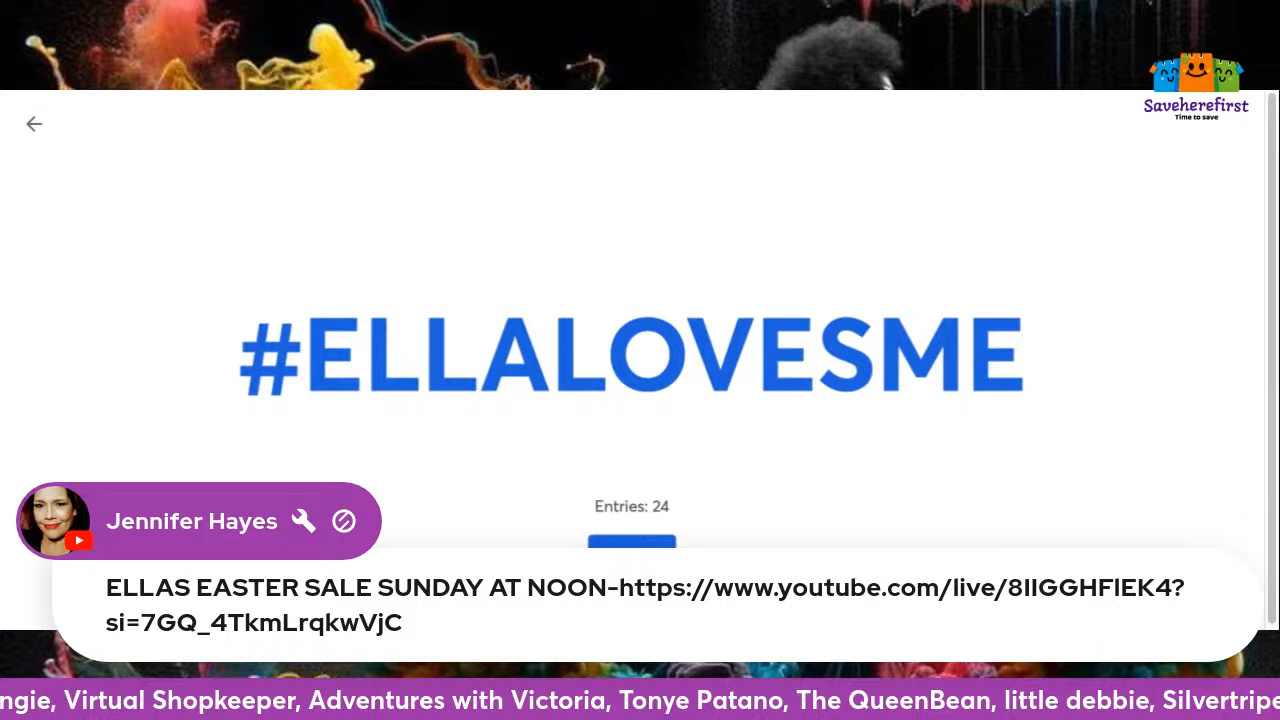 Saveherefirst
Time to save
#ELLALOVESME
Entries: 24
Jennifer Hayes
ELLAS EASTER SALE SUNDAY AT NOON-https://www.youtube.com/live/8IIGGHFlEK4?
si=7GQ_4TkmLrqkwVjC
ngie, Virtual Shopkeeper, Adventures with Victoria, Tonye Patano, The QueenBean, little debbie, Silvertripe